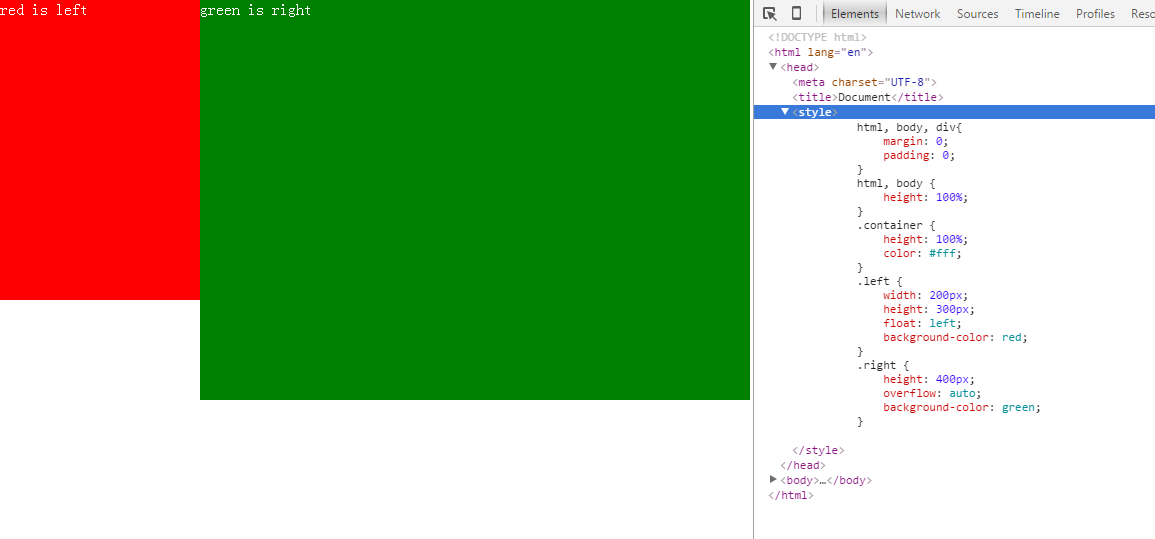 red is left
green is right
Elements Network Sources Timeline Profiles Reso
<!DOCTYPE html>
<html lang="en">
<head>
<meta charset="UTF-8">
<title>Document</title>
<style>
html, body, div{
margin: 0;
padding: 0;
}
html, body {
height: 100%;
}
.container {
height: 100%;
color: #fff;
}
.left {
width: 200px;
height: 300px;
float: left;
background-color: red;
}
.right {
height: 400px;
overflow: auto;
background-color: green;
}
</style>
</head>
<body>…</body>
</html>